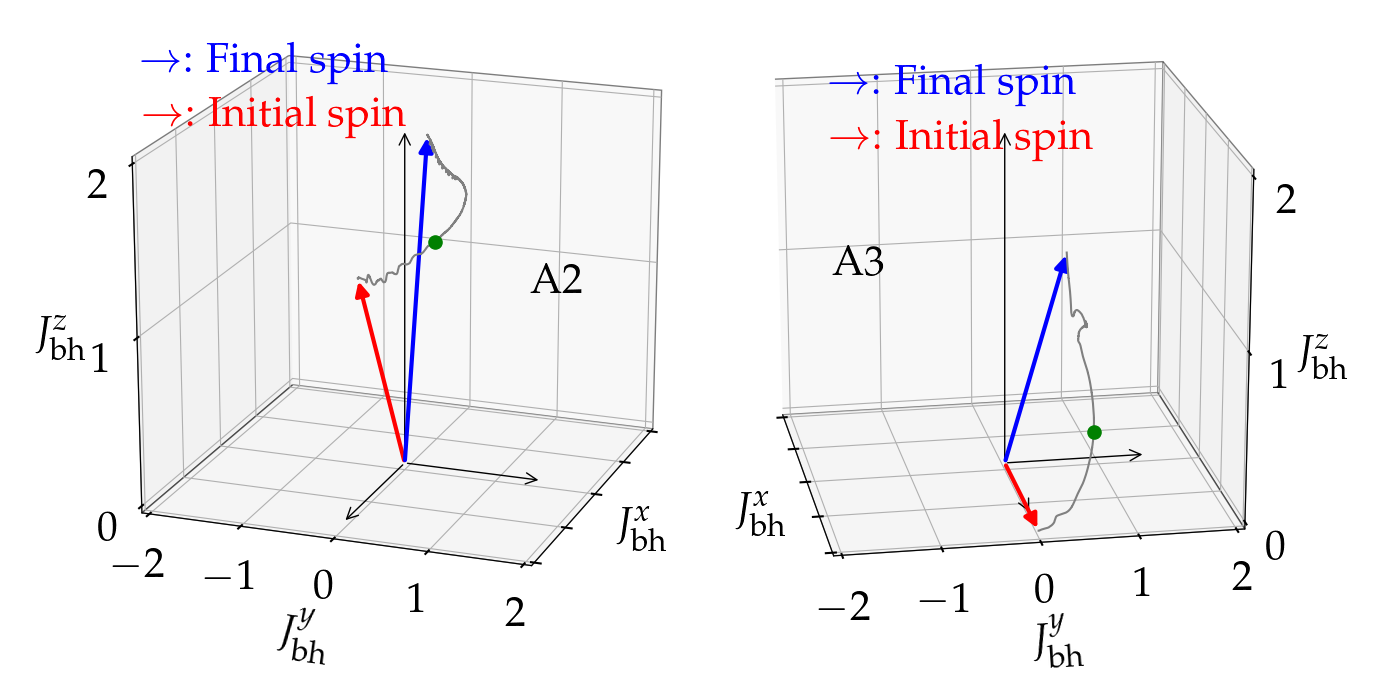 →: Final spin
→: Initial spin
A2
2
1
0
J_bh^z
−2
−1
0
1
2
J_bh^y
J_bh^x
→: Final spin
→: Initial spin
A3
2
1
0
J_bh^z
J_bh^x
−2
−1
0
1
2
J_bh^y